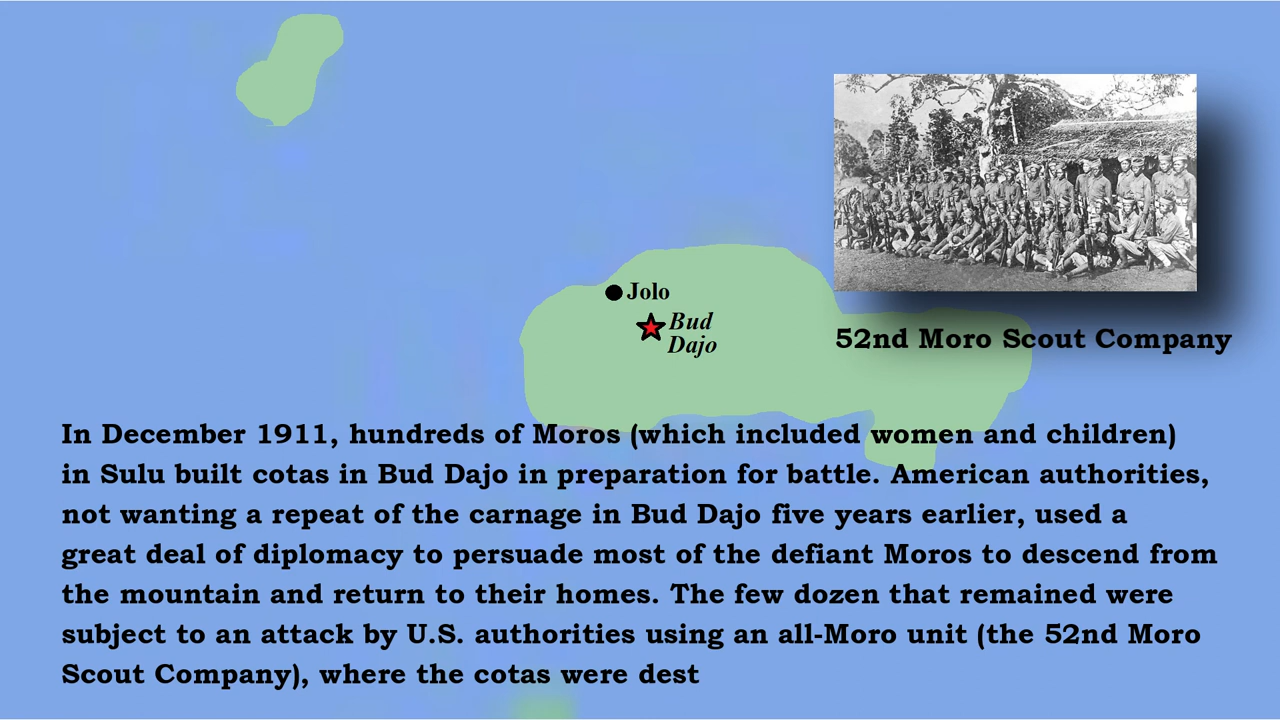 Jolo
Bud
Dajo
52nd Moro Scout Company
In December 1911, hundreds of Moros (which included women and children)
in Sulu built cotas in Bud Dajo in preparation for battle. American authorities,
not wanting a repeat of the carnage in Bud Dajo five years earlier, used a
great deal of diplomacy to persuade most of the defiant Moros to descend from
the mountain and return to their homes. The few dozen that remained were
subject to an attack by U.S. authorities using an all-Moro unit (the 52nd Moro
Scout Company), where the cotas were dest